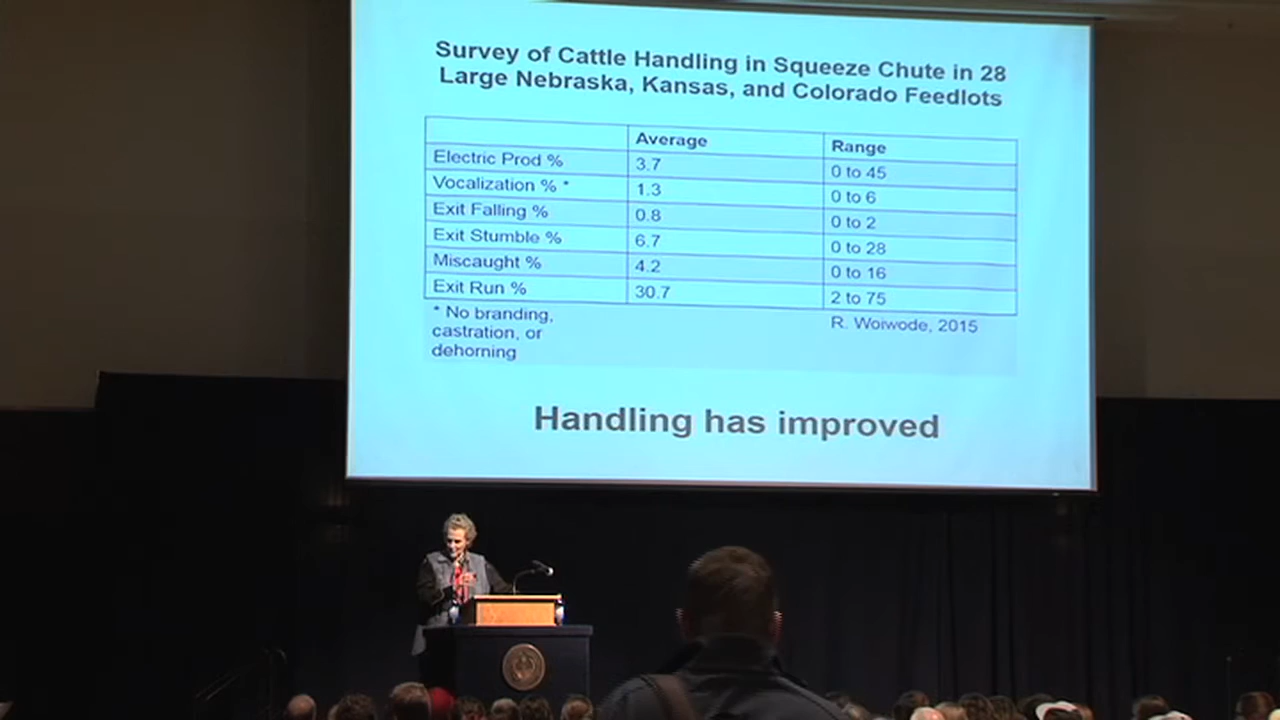 Survey of Cattle Handling in Squeeze Chute in 28
Large Nebraska, Kansas, and Colorado Feedlots
Average Range
Electric Prod % 3.7 0 to 45
Vocalization % * 1.3 0 to 6
Exit Falling % 0.8 0 to 2
Exit Stumble % 6.7 0 to 28
Miscaught % 4.2 0 to 16
Exit Run % 30.7 2 to 75
* No branding, R. Woiwode, 2015
castration, or
dehorning
Handling has improved